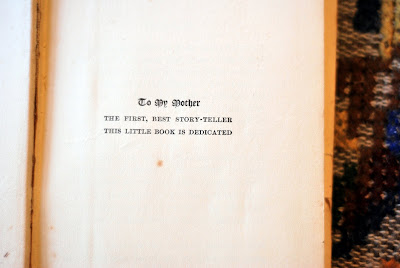 To My Mother
THE FIRST, BEST STORY-TELLER
THIS LITTLE BOOK IS DEDICATED